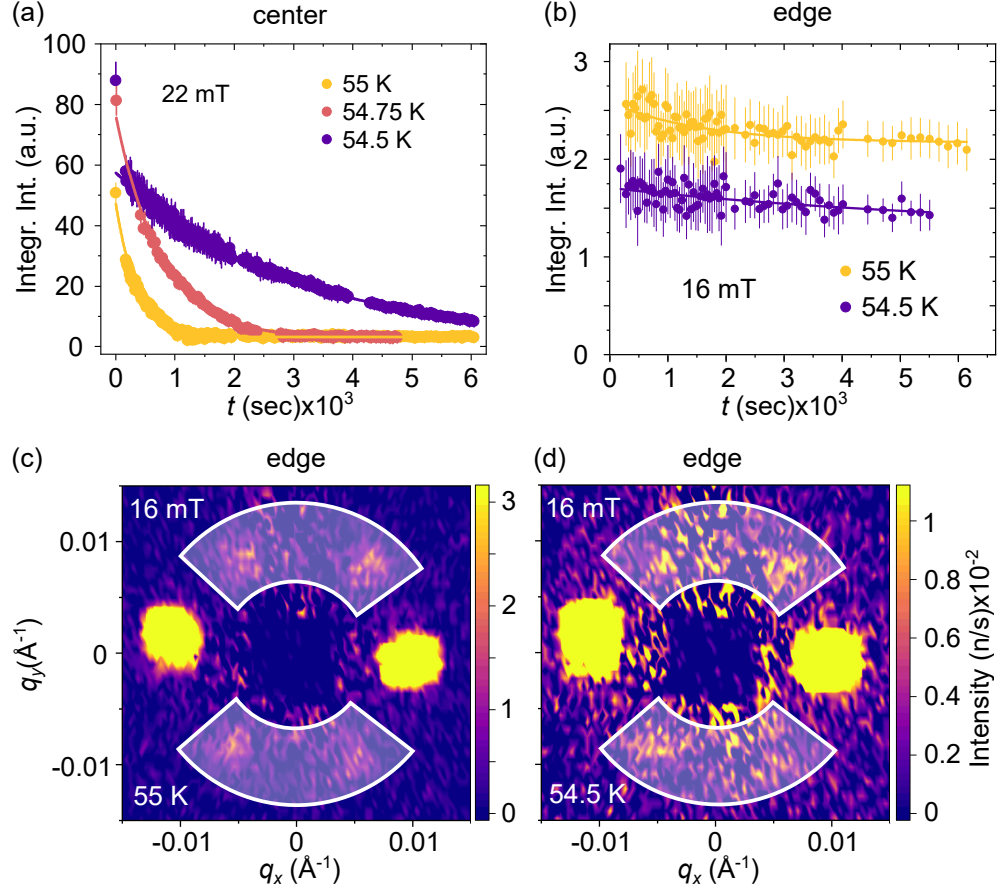 (a)
center
Integr. Int. (a.u.)
100
80
60
40
20
0
22 mT
55 K
54.75 K
54.5 K
0
1
2
3
4
5
6
t (sec)x10³
(b)
edge
Integr. Int. (a.u.)
3
2
1
0
16 mT
55 K
54.5 K
0
1
2
3
4
5
6
t (sec)x10³
(c)
edge
16 mT
55 K
q_y(Å⁻¹)
0.01
0
-0.01
-0.01
0
0.01
q_x (Å⁻¹)
3
2
1
0
(d)
edge
16 mT
54.5 K
-0.01
0
0.01
q_x (Å⁻¹)
1
0.8
0.6
0.4
0.2
0
Intensity (n/s)x10⁻²